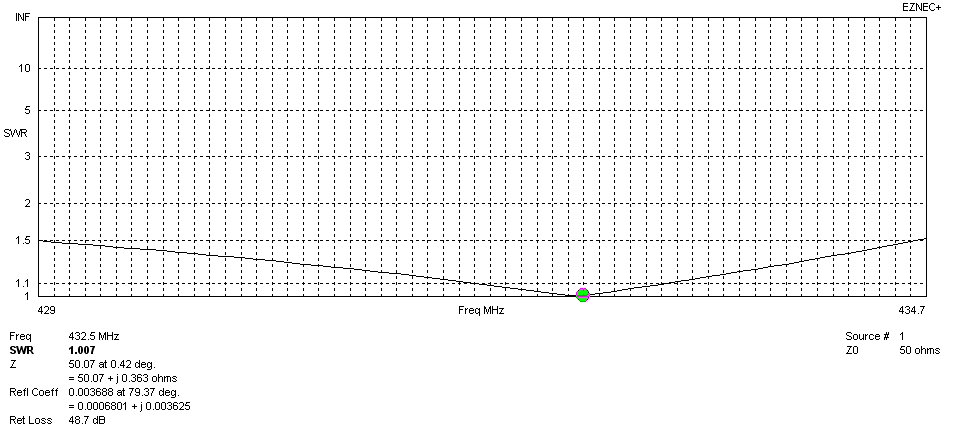 EZNEC+
INF
10
5
SWR
3
2
1.5
1.1
1
429 Freq MHz 434.7
Freq 432.5 MHz Source # 1
SWR 1.007 Z0 50 ohms
Z 50.07 at 0.42 deg.
= 50.07 + j 0.363 ohms
Refl Coeff 0.003688 at 79.37 deg.
= 0.0006801 + j 0.003625
Ret Loss 48.7 dB